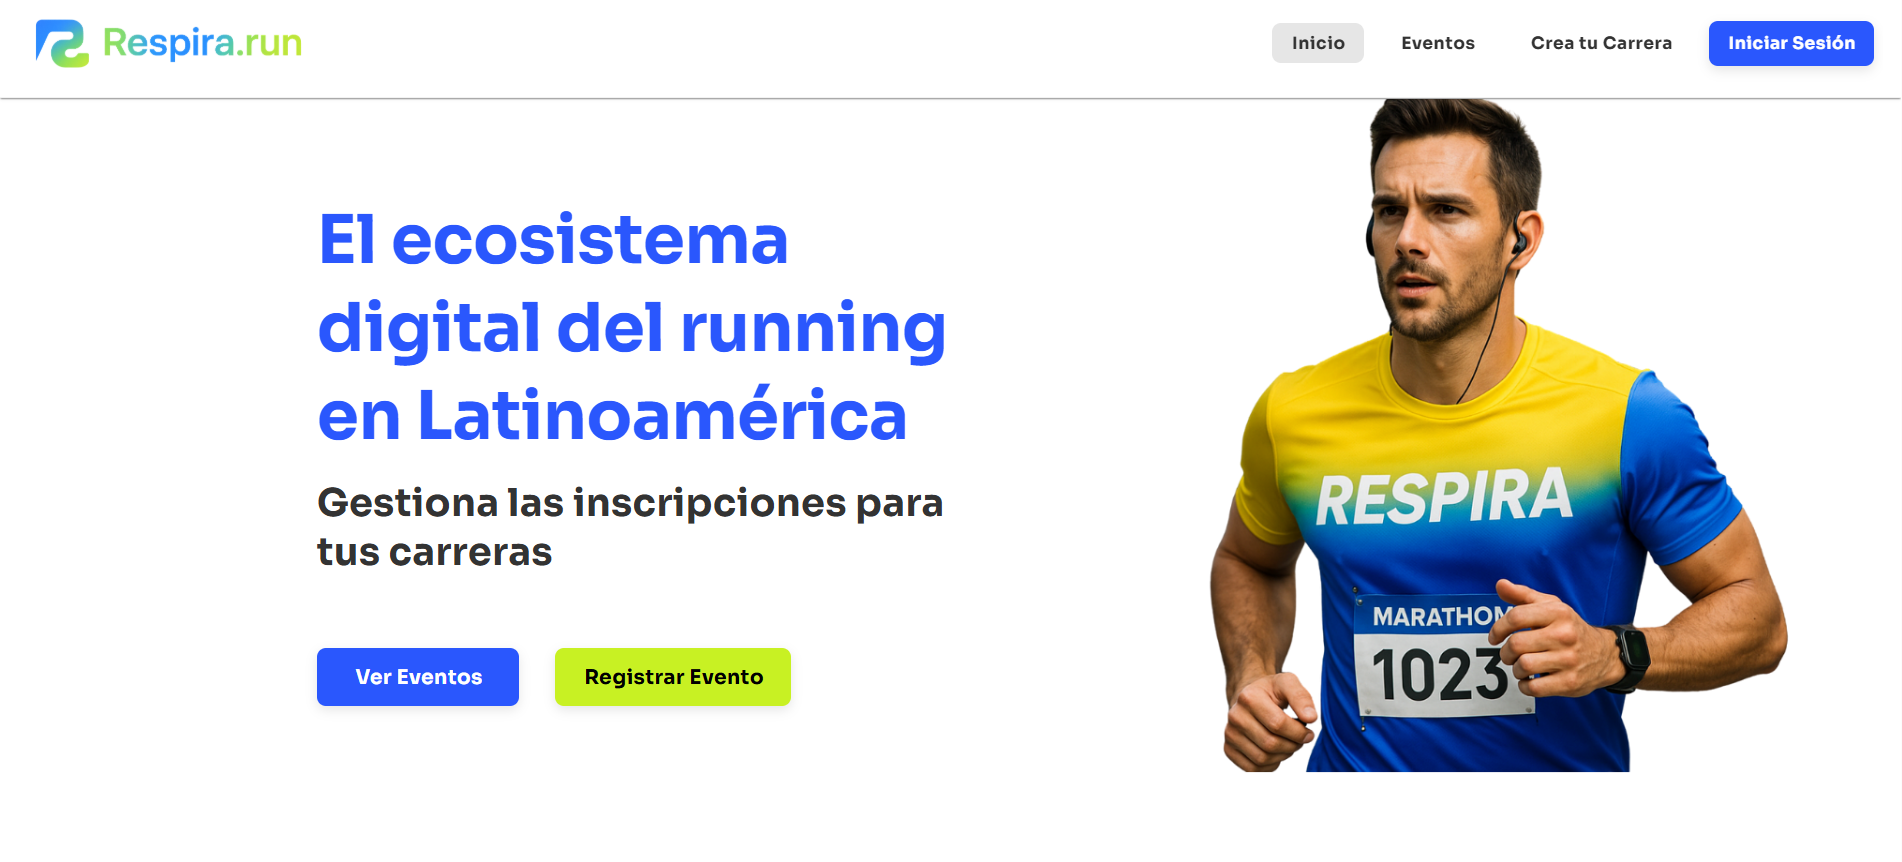 Respira.run
Inicio
Eventos
Crea tu Carrera
Iniciar Sesión
El ecosistema
digital del running
en Latinoamérica
Gestiona las inscripciones para
tus carreras
Ver Eventos
Registrar Evento
RESPIRA
MARATHON
1023